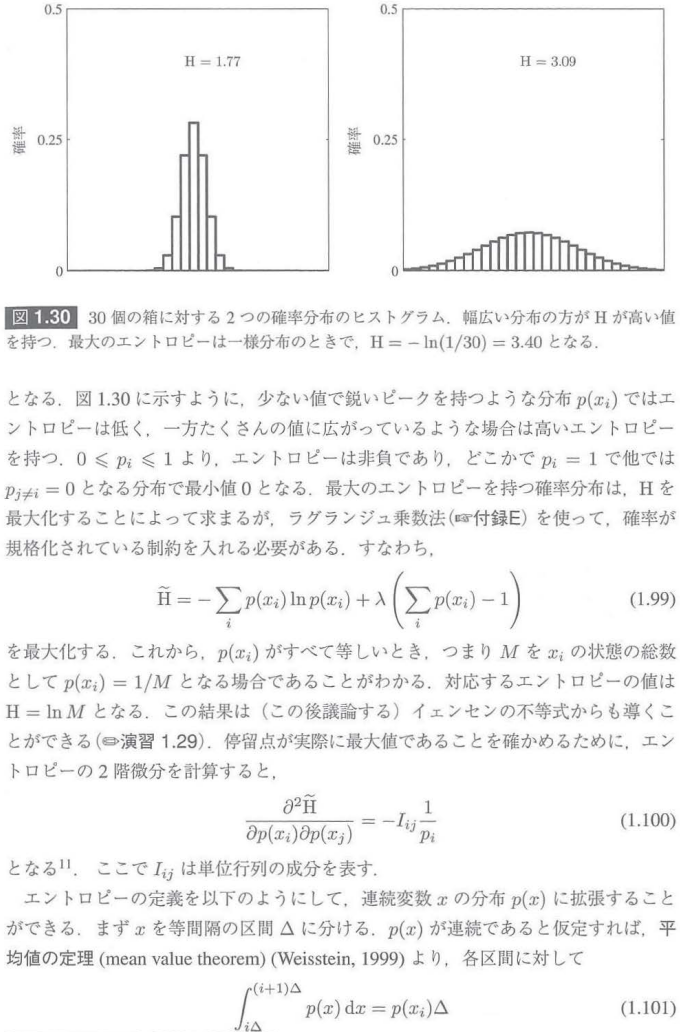 0.5
H = 1.77
0.25
確率
0
0.5
H = 3.09
0.25
確率
0
図 1.30 30 個の箱に対する 2 つの確率分布のヒストグラム．幅広い分布の方が H が高い値
を持つ．最大のエントロピーは一様分布のときで，H = − ln(1/30) = 3.40 となる．
となる．図 1.30 に示すように，少ない値で鋭いピークを持つような分布 p(xᵢ) ではエ
ントロピーは低く，一方たくさんの値に広がっているような場合は高いエントロピー
を持つ．0 ⩽ pᵢ ⩽ 1 より，エントロピーは非負であり，どこかで pᵢ = 1 で他では
p_{j≠i} = 0 となる分布で最小値 0 となる．最大のエントロピーを持つ確率分布は，H を
最大化することによって求まるが，ラグランジュ乗数法(☞付録E) を使って，確率が
規格化されている制約を入れる必要がある．すなわち，
H̃ = − ∑_i p(xᵢ) ln p(xᵢ) + λ (∑_i p(xᵢ) − 1) (1.99)
を最大化する．これから，p(xᵢ) がすべて等しいとき，つまり M を xᵢ の状態の総数
として p(xᵢ) = 1/M となる場合であることがわかる．対応するエントロピーの値は
H = ln M となる．この結果は（この後議論する）イェンセンの不等式からも導くこ
とができる(✏演習 1.29)．停留点が実際に最大値であることを確かめるために，エン
トロピーの 2 階微分を計算すると，
∂²H̃ / ∂p(xᵢ)∂p(xⱼ) = −I_{ij} 1/pᵢ (1.100)
となる¹¹．ここで I_{ij} は単位行列の成分を表す．
エントロピーの定義を以下のようにして，連続変数 x の分布 p(x) に拡張すること
ができる．まず x を等間隔の区間 Δ に分ける．p(x) が連続であると仮定すれば，平
均値の定理 (mean value theorem) (Weisstein, 1999) より，各区間に対して
∫_{iΔ}^{(i+1)Δ} p(x) dx = p(xᵢ)Δ (1.101)